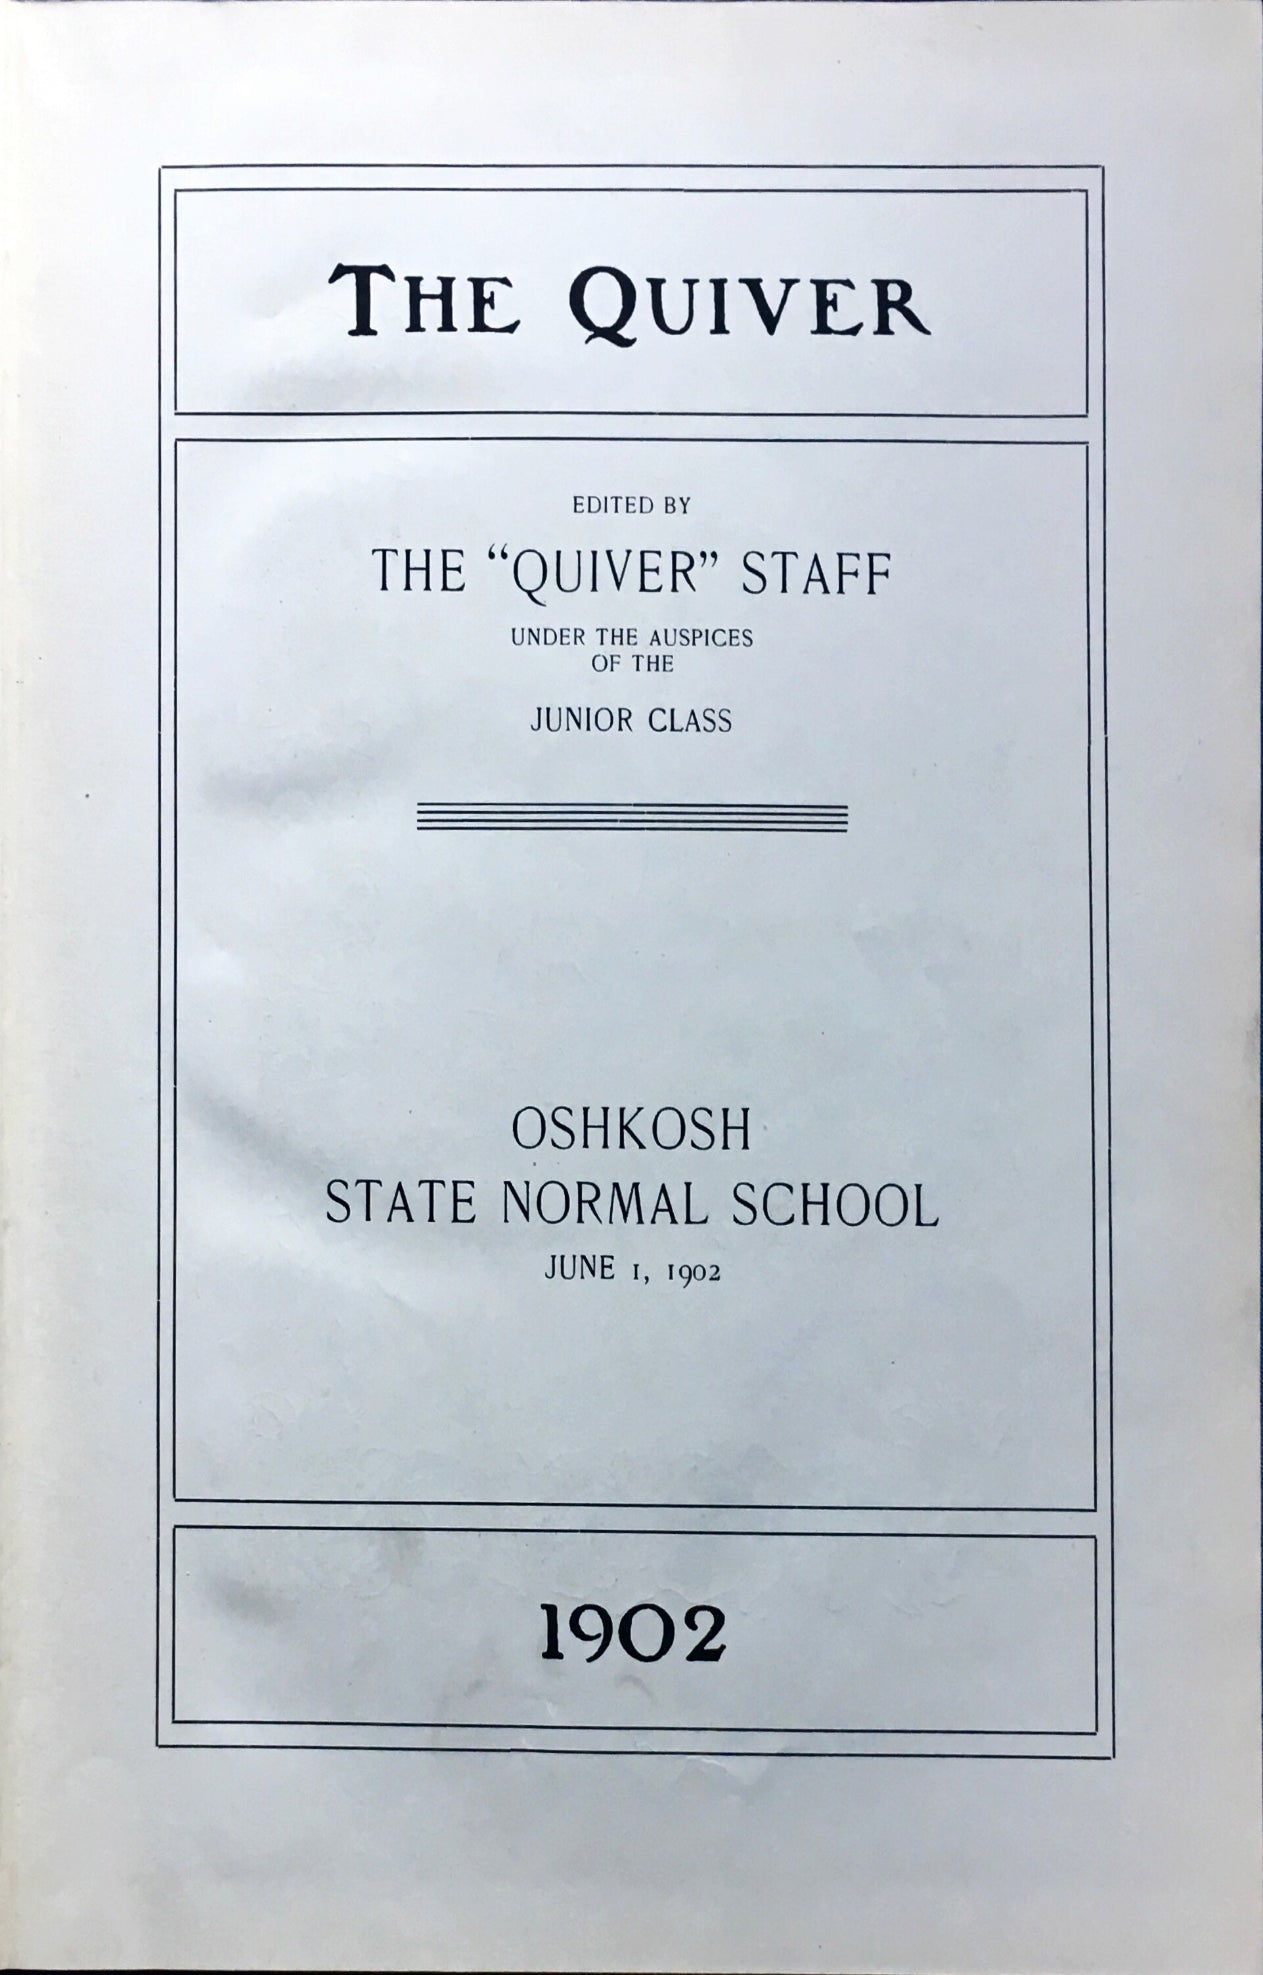 THE QUIVER
EDITED BY
THE “QUIVER” STAFF
UNDER THE AUSPICES
OF THE
JUNIOR CLASS
OSHKOSH
STATE NORMAL SCHOOL
JUNE 1, 1902
1902